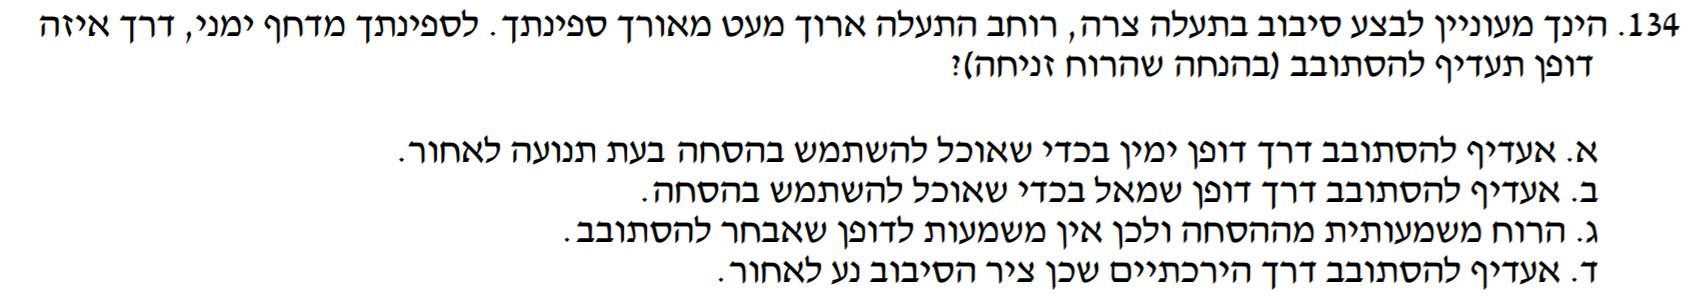 134. הינך מעוניין לבצע סיבוב בתעלה צרה, רוחב התעלה ארוך מעט מאורך ספינתך. לספינתך מדחף ימני, דרך איזה
דופן תעדיף להסתובב (בהנחה שהרוח זניחה)?
א. אעדיף להסתובב דרך דופן ימין בכדי שאוכל להשתמש בהסחה בעת תנועה לאחור.
ב. אעדיף להסתובב דרך דופן שמאל בכדי שאוכל להשתמש בהסחה.
ג. הרוח משמעותית מההסחה ולכן אין משמעות לדופן שאבחר להסתובב.
ד. אעדיף להסתובב דרך הירכתיים שכן ציר הסיבוב נע לאחור.